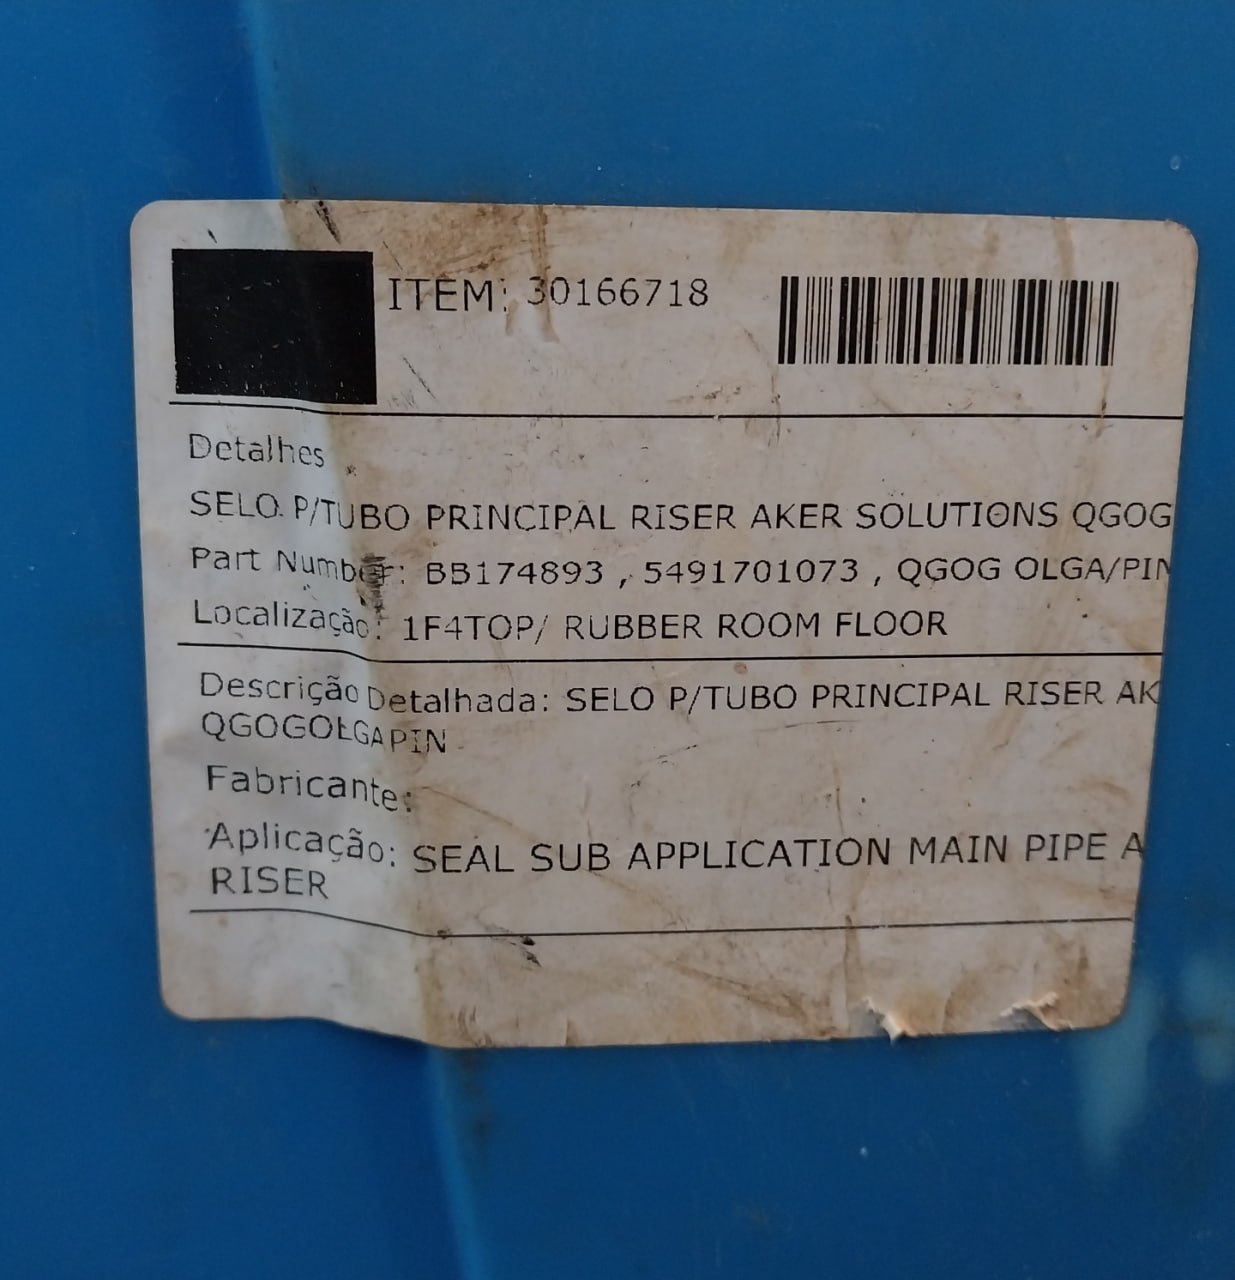 ITEM: 30166718
Detalhes
SELO P/TUBO PRINCIPAL RISER AKER SOLUTIONS QGOG
Part Number: BB174893 , 5491701073 , QGOG OLGA/PIN
Localização: 1F4TOP/ RUBBER ROOM FLOOR
Descrição Detalhada: SELO P/TUBO PRINCIPAL RISER AK
QGOGOLGAPIN
Fabricante:
Aplicação: SEAL SUB APPLICATION MAIN PIPE A
RISER